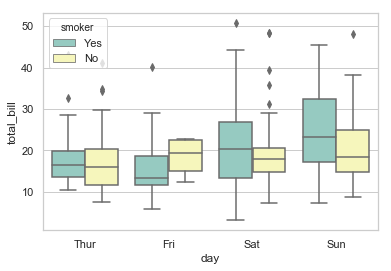 smoker
Yes
No
50
40
30
20
10
total_bill
Thur
Fri
Sat
Sun
day